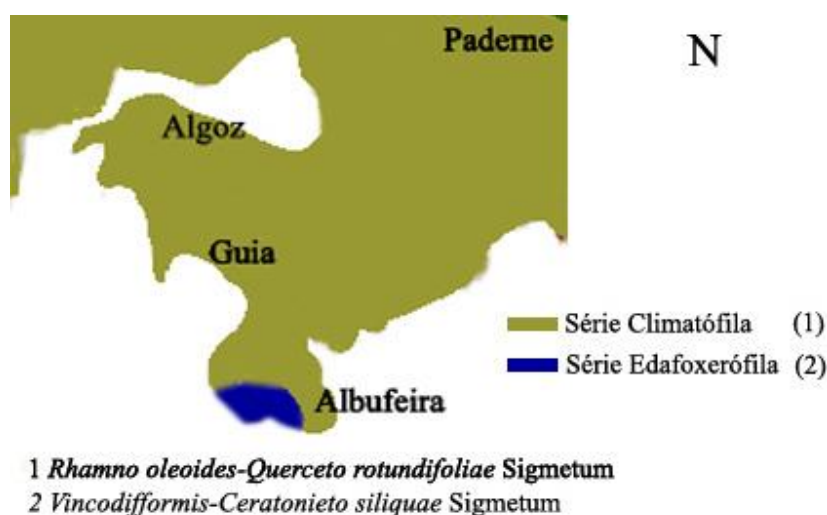 Paderne
N
Algoz
Guia
Série Climatófila (1)
Série Edafoxerófila (2)
Albufeira
1 Rhamno oleoides-Querceto rotundifoliae Sigmetum
2 Vincodifformis-Ceratonieto siliquae Sigmetum